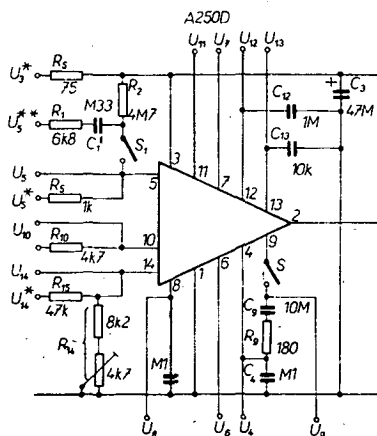 A250D
U11 U7 U12 U13
U3* R5 75
R2 4M7
C12 1M
+ C3 47M
U5** R1 6k8
M33 C1
S1
C13 10k
U5
U5* R5 1k
3 11 7 12 13
5
2
U10
R10 4k7
10
U14
U14* R15 47k
14
8 1 6 4 9
S
R14 8k2
4k7
M1
C9 10M
R9 180
C4 M1
U8 U6 U4 U9